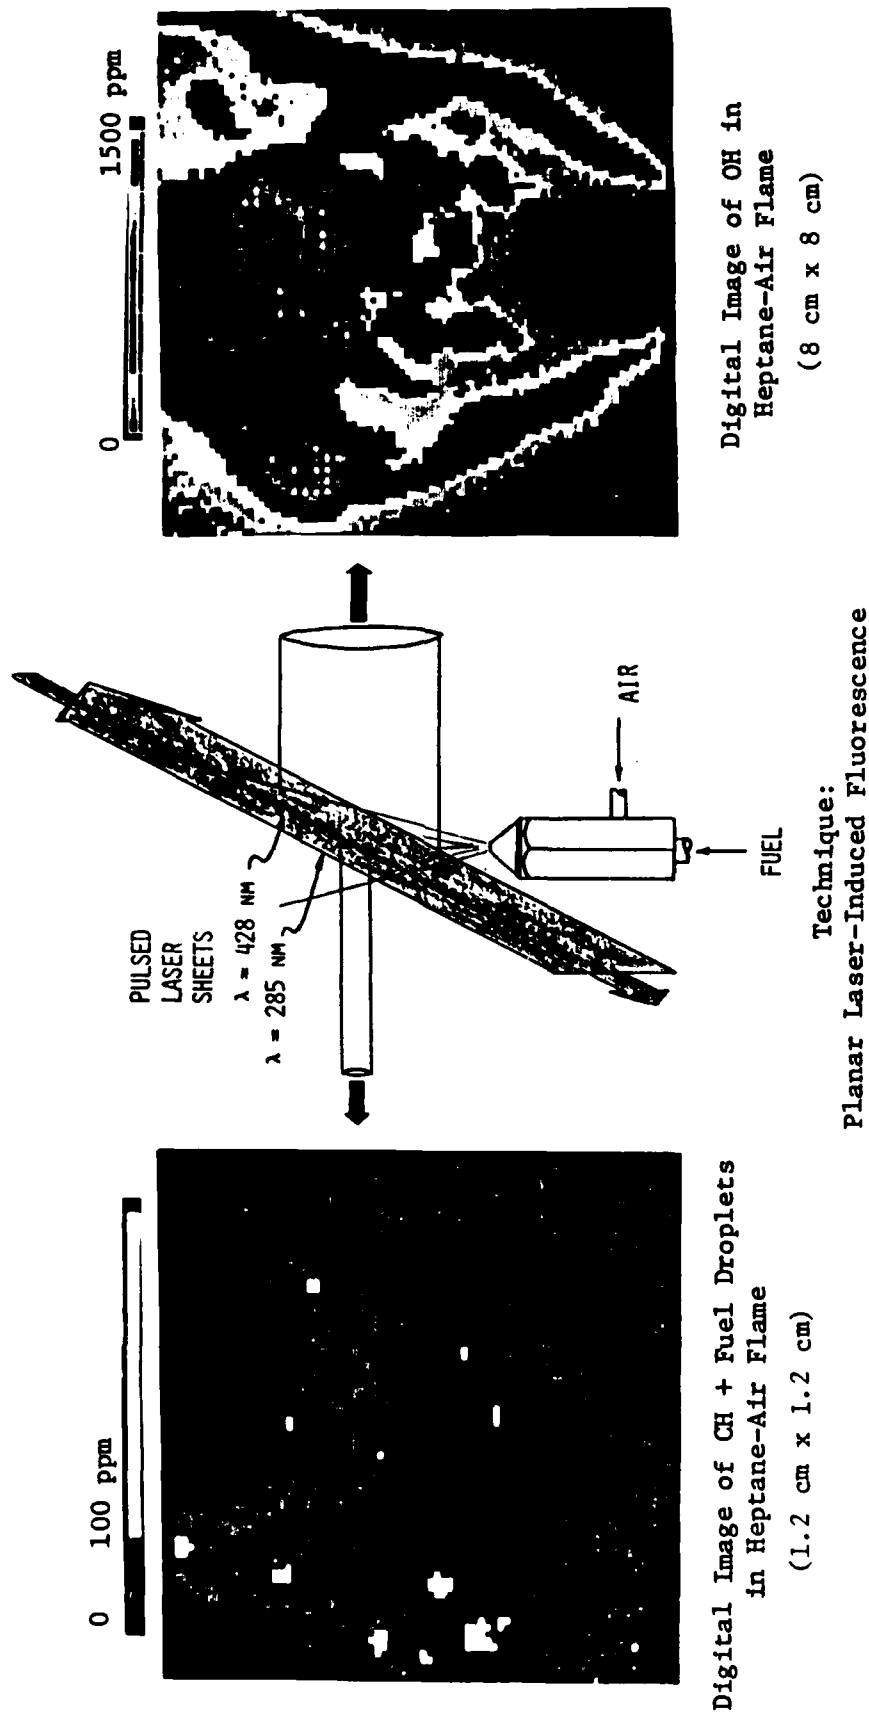 0 100 ppm
Digital Image of CH + Fuel Droplets
in Heptane-Air Flame
(1.2 cm x 1.2 cm)
PULSED
LASER
SHEETS
λ = 428 NM
λ = 285 NM
AIR
FUEL
Technique:
Planar Laser-Induced Fluorescence
0 1500 ppm
Digital Image of OH in
Heptane-Air Flame
(8 cm x 8 cm)